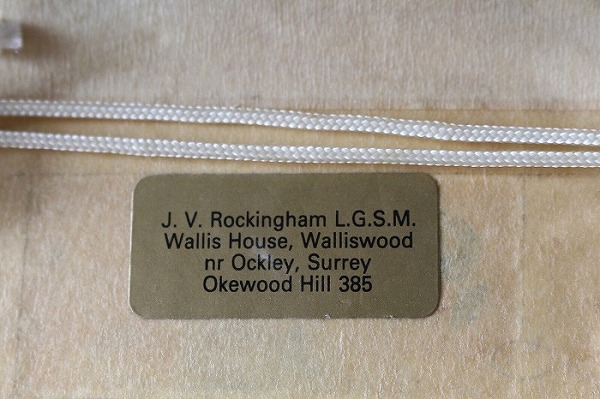 J. V. Rockingham L.G.S.M.
Wallis House, Walliswood
nr Ockley, Surrey
Okewood Hill 385